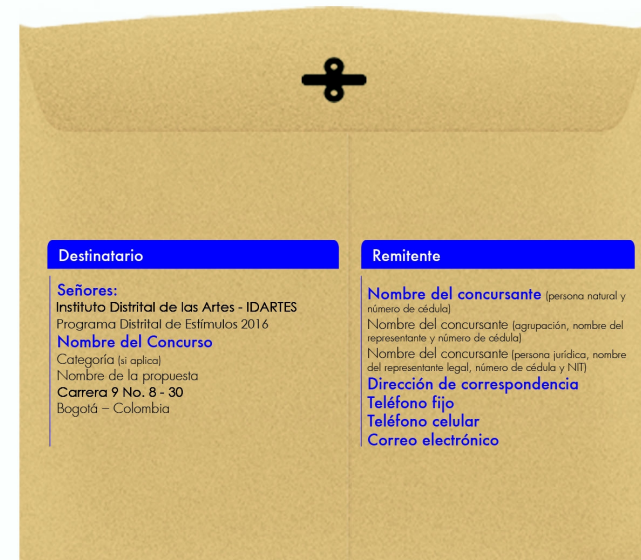 Destinatario
Señores:
Instituto Distrital de las Artes - IDARTES
Programa Distrital de Estímulos 2016
Nombre del Concurso
Categoría (si aplica)
Nombre de la propuesta
Carrera 9 No. 8 - 30
Bogotá – Colombia
Remitente
Nombre del concursante (persona natural y
número de cédula)
Nombre del concursante (agrupación, nombre del
representante y número de cédula)
Nombre del concursante (persona jurídica, nombre
del representante legal, número de cédula y NIT)
Dirección de correspondencia
Teléfono fijo
Teléfono celular
Correo electrónico